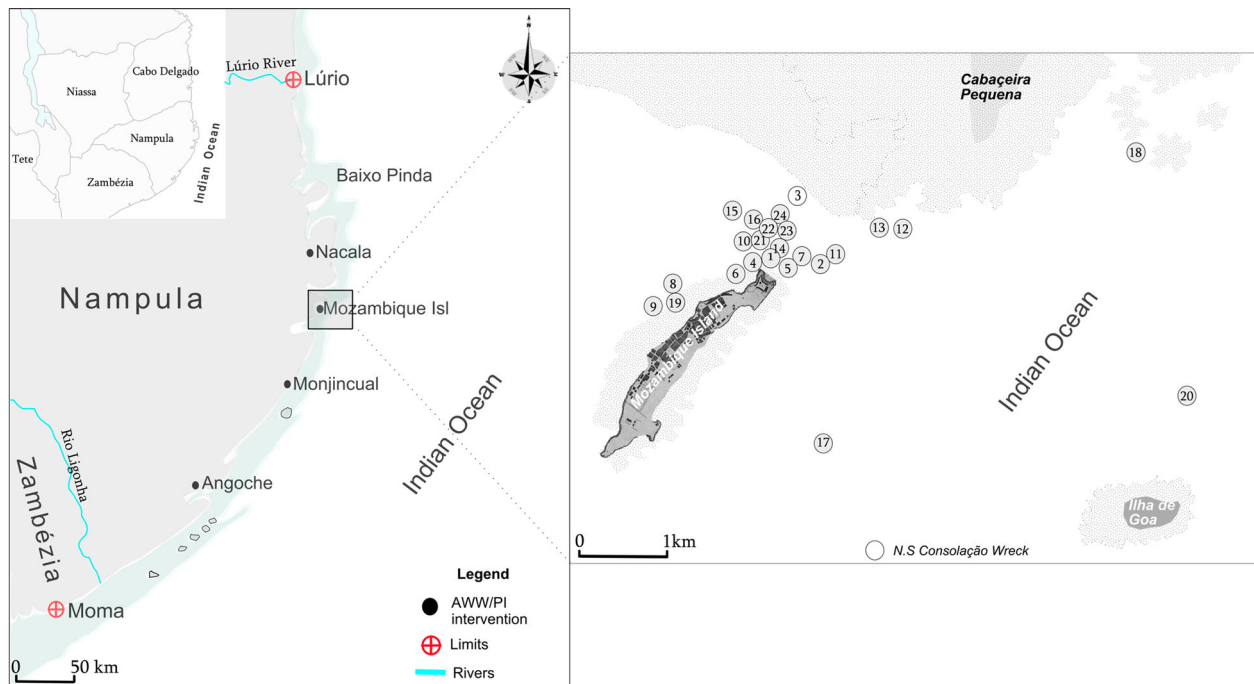 Niassa
Cabo Delgado
Nampula
Tete
Zambézia
Indian Ocean
Lúrio River
Lúrio
N
E
S
W
Baixo Pinda
Nacala
Nampula
Mozambique Isl
Monjincual
Indian Ocean
Rio Ligonha
Zambézia
Angoche
Moma
0 50 km
Legend
AWW/PI
intervention
Limits
Rivers
Cabaçeira
Pequena
18
3
15
16
24
22
23
13
12
10
21
14
11
1
7
4
5
2
6
8
9
19
Mozambique Island
Indian Ocean
20
17
Ilha de
Goa
0 1km
N.S Consolação Wreck